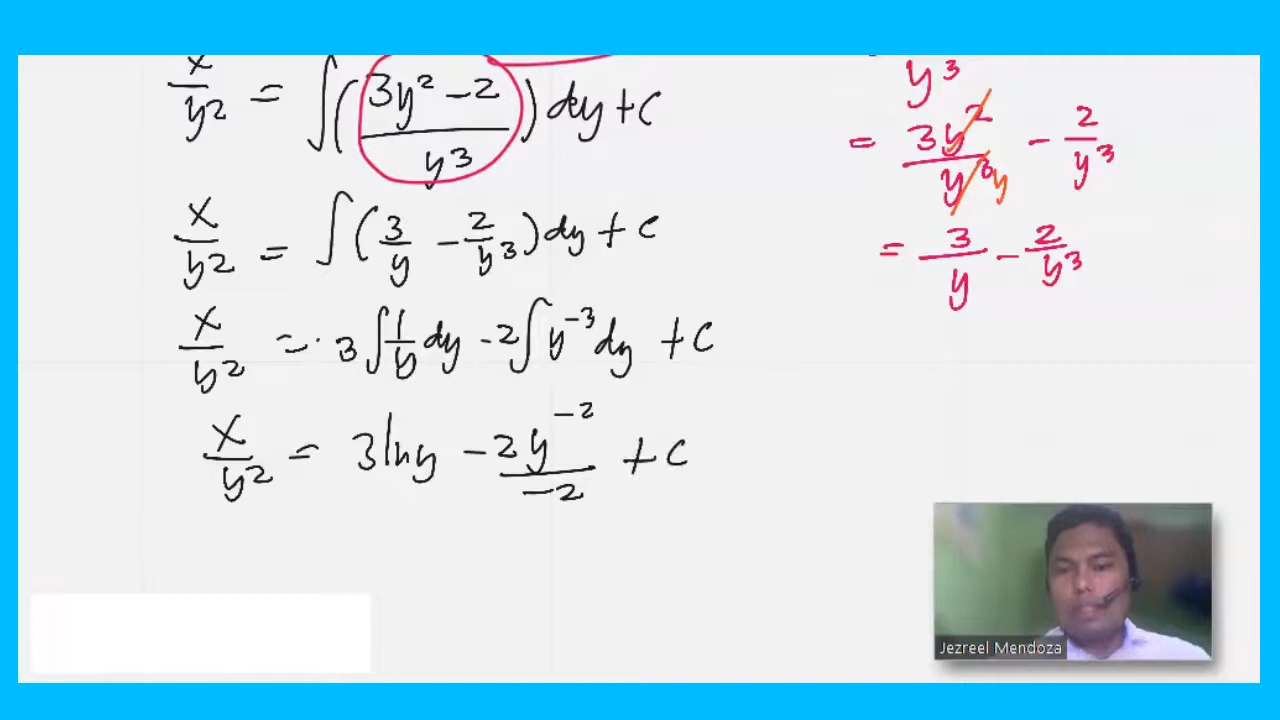 x/y² = ∫(3y² - 2 / y³) dy + C
x/y² = ∫(3/y - 2/y³) dy + C
x/y² = 3∫1/y dy - 2∫y⁻³ dy + C
x/y² = 3 ln y - 2y⁻²/-2 + C
y³
= 3y²/y³ y - 2/y³
= 3/y - 2/y³
Jezreel Mendoza